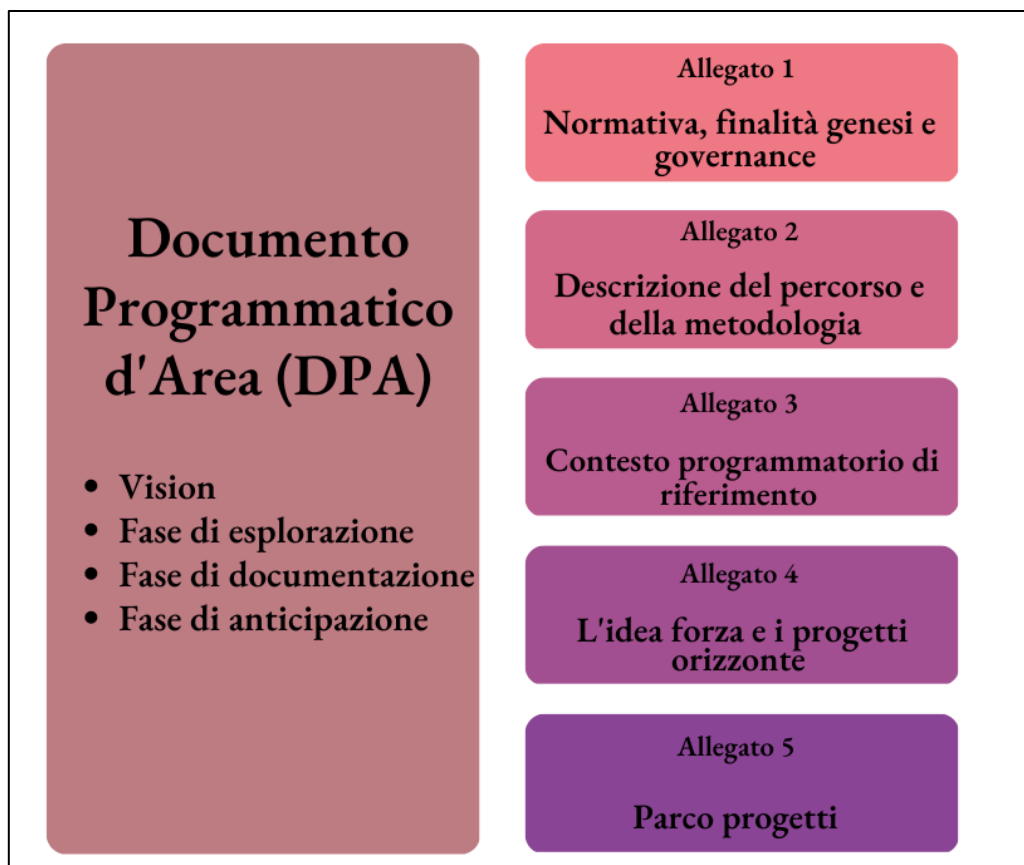 Documento
Programmatico
d'Area (DPA)
• Vision
• Fase di esplorazione
• Fase di documentazione
• Fase di anticipazione
Allegato 1
Normativa, finalità genesi e
governance
Allegato 2
Descrizione del percorso e
della metodologia
Allegato 3
Contesto programmatorio di
riferimento
Allegato 4
L'idea forza e i progetti
orizzonte
Allegato 5
Parco progetti